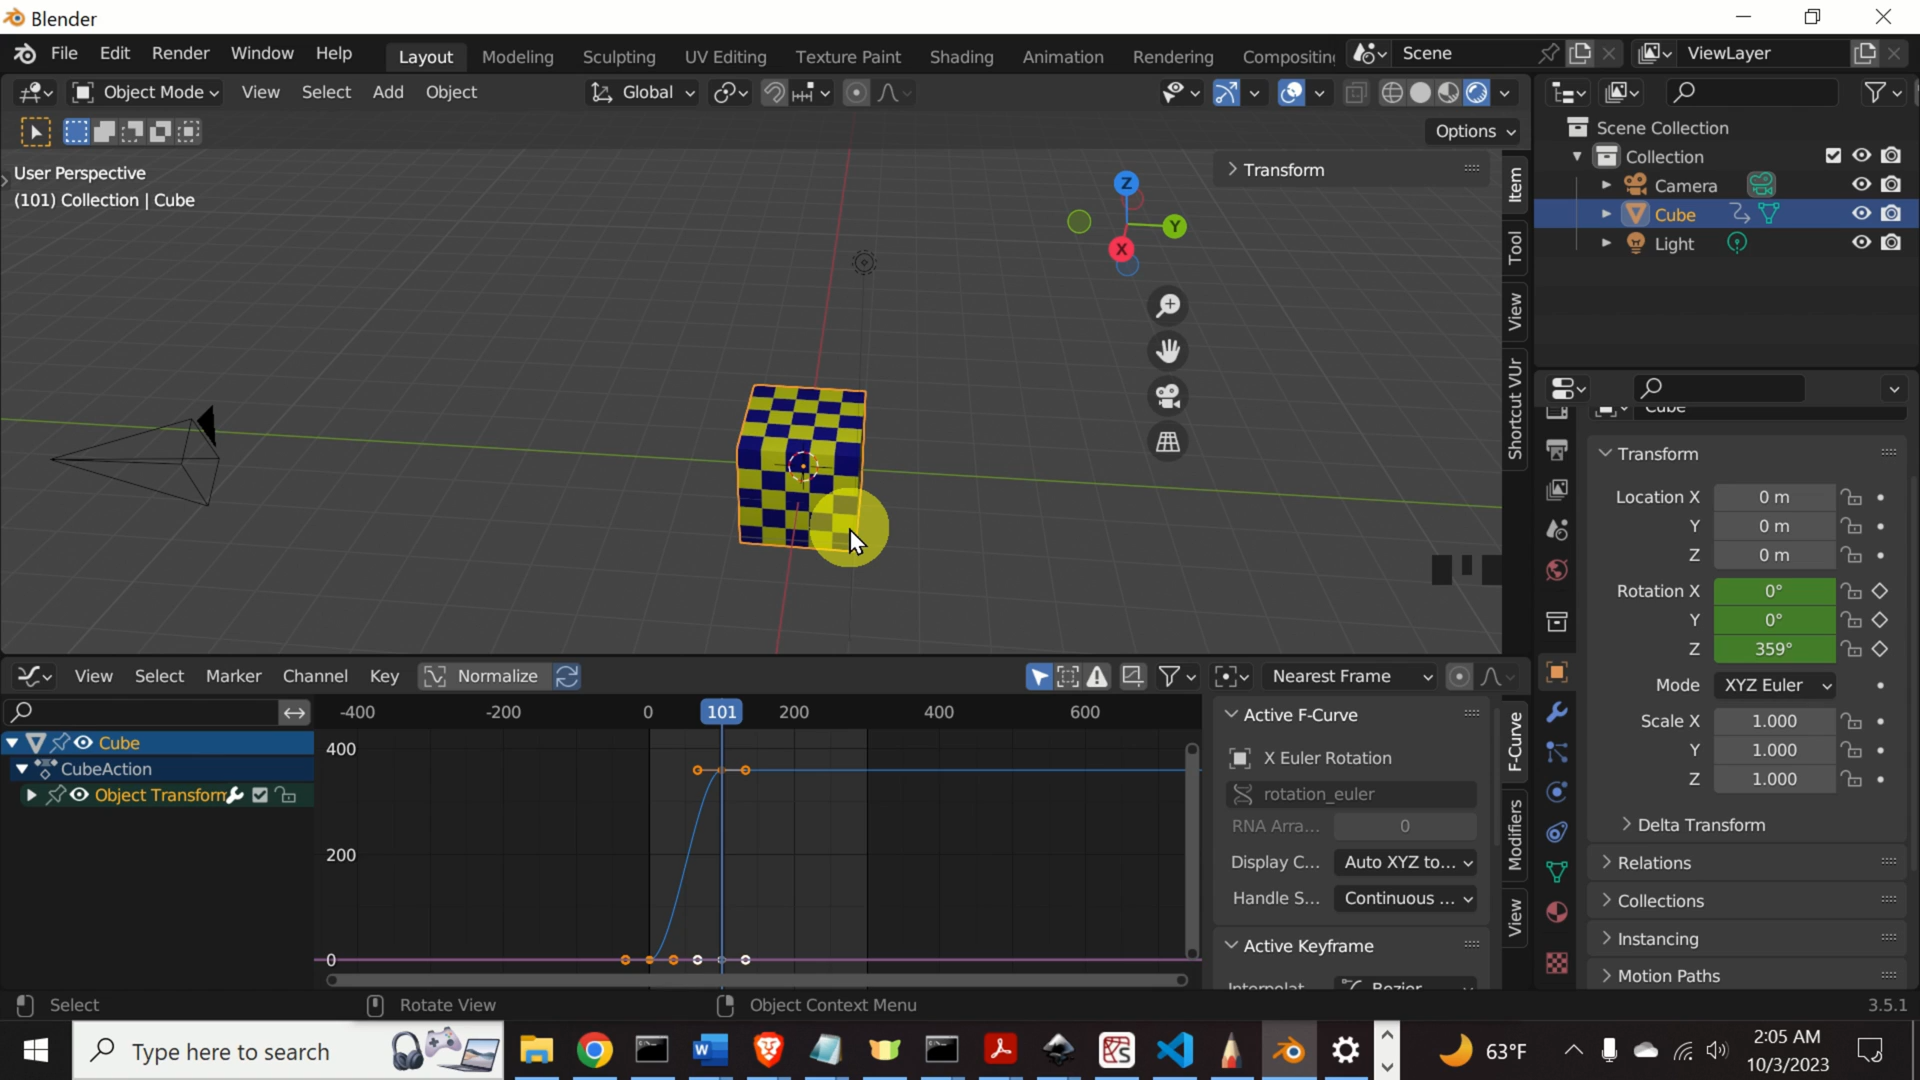 Blender
File Edit Render Window Help Layout Modeling Sculpting UV Editing Texture Paint Shading Animation Rendering Compositing Scene ViewLayer
Object Mode View Select Add Object Global
Options
User Perspective
(101) Collection | Cube
Transform
Z
Y
X
Item
Tool
View
Shortcut VUr
Scene Collection
Collection
Camera
Cube
Light
Cube
Transform
Location X 0 m
Y 0 m
Z 0 m
Rotation X 0°
Y 0°
Z 359°
Mode XYZ Euler
Scale X 1.000
Y 1.000
Z 1.000
Delta Transform
Relations
Collections
Instancing
Motion Paths
View Select Marker Channel Key Normalize Nearest Frame
-400 -200 0 101 200 400 600
400
200
0
Cube
CubeAction
Object Transform
Active F-Curve
X Euler Rotation
rotation_euler
RNA Arra... 0
Display C... Auto XYZ to...
Handle S... Continuous ...
Active Keyframe
Interpolat Bezier
F-Curve
Modifiers
View
Select Rotate View Object Context Menu 3.5.1
Type here to search
63°F
2:05 AM
10/3/2023